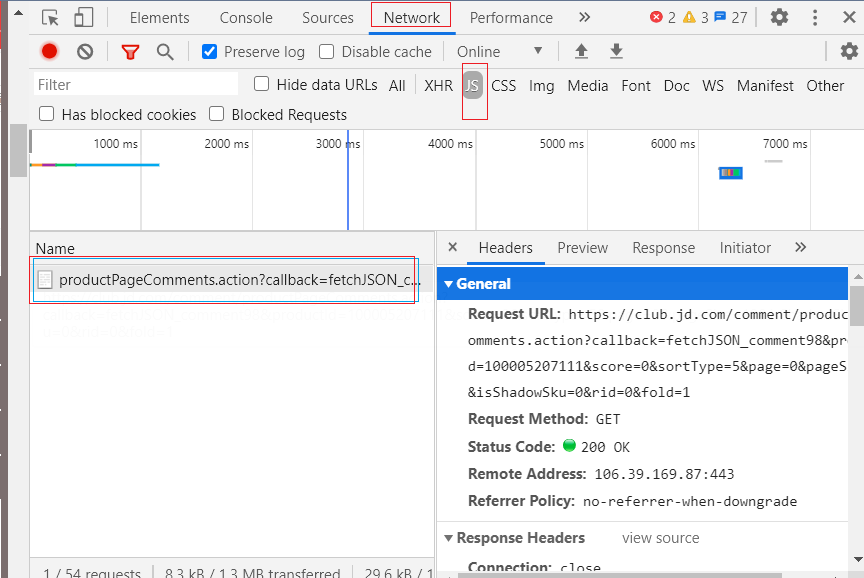 Elements Console Sources Network Performance » 2 3 27
Preserve log Disable cache Online
Filter Hide data URLs All XHR JS CSS Img Media Font Doc WS Manifest Other
Has blocked cookies Blocked Requests
1000 ms 2000 ms 3000 ms 4000 ms 5000 ms 6000 ms 7000 ms
Name
productPageComments.action?callback=fetchJSON_c...
× Headers Preview Response Initiator »
General
Request URL: https://club.jd.com/comment/produc
omments.action?callback=fetchJSON_comment98&pr
d=100005207111&score=0&sortType=5&page=0&pageS
&isShadowSku=0&rid=0&fold=1
Request Method: GET
Status Code: 200 OK
Remote Address: 106.39.169.87:443
Referrer Policy: no-referrer-when-downgrade
Response Headers view source
Connection: close
1 / 54 requests 8.3 kB / 1.3 MB transferred 29.6 kB / 1